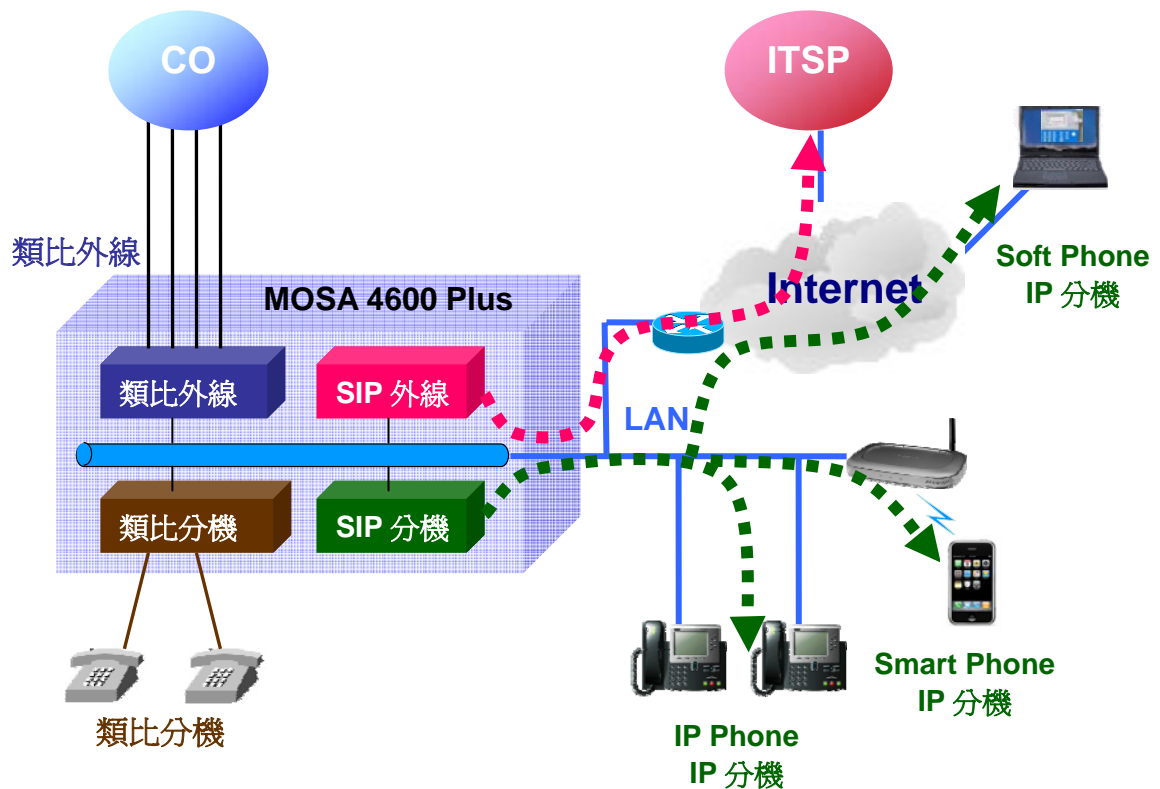 CO
ITSP
類比外線
MOSA 4600 Plus
Internet
Soft Phone
IP 分機
類比外線
SIP 外線
LAN
類比分機
SIP 分機
類比分機
Smart Phone
IP 分機
IP Phone
IP 分機